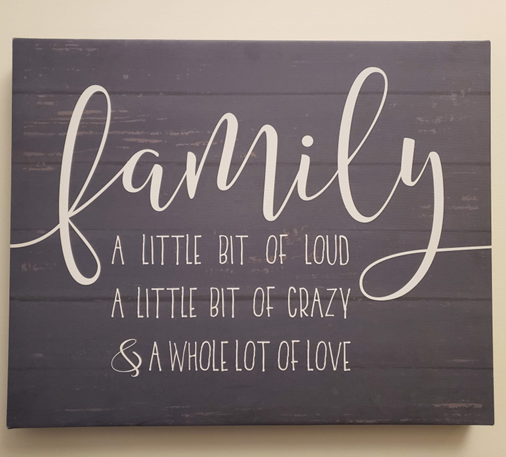 family
A LITTLE BIT OF LOUD
A LITTLE BIT OF CRAZY
& A WHOLE LOT OF LOVE